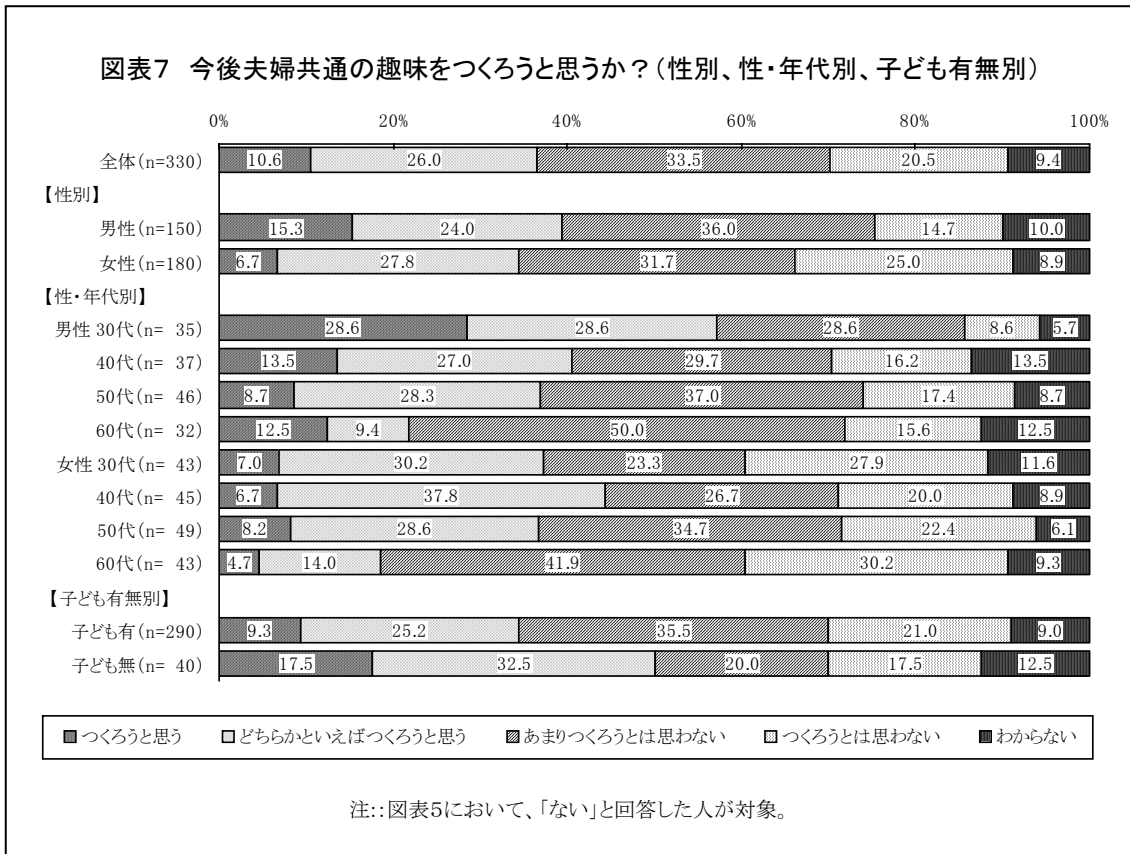 図表7 今後夫婦共通の趣味をつくろうと思うか？（性別、性・年代別、子ども有無別）
0% 20% 40% 60% 80% 100%
全体(n=330) 10.6 26.0 33.5 20.5 9.4
【性別】
男性(n=150) 15.3 24.0 36.0 14.7 10.0
女性(n=180) 6.7 27.8 31.7 25.0 8.9
【性・年代別】
男性30代(n= 35) 28.6 28.6 28.6 8.6 5.7
40代(n= 37) 13.5 27.0 29.7 16.2 13.5
50代(n= 46) 8.7 28.3 37.0 17.4 8.7
60代(n= 32) 12.5 9.4 50.0 15.6 12.5
女性30代(n= 43) 7.0 30.2 23.3 27.9 11.6
40代(n= 45) 6.7 37.8 26.7 20.0 8.9
50代(n= 49) 8.2 28.6 34.7 22.4 6.1
60代(n= 43) 4.7 14.0 41.9 30.2 9.3
【子ども有無別】
子ども有(n=290) 9.3 25.2 35.5 21.0 9.0
子ども無(n= 40) 17.5 32.5 20.0 17.5 12.5
つくろうと思う どちらかといえばつくろうと思う あまりつくろうとは思わない つくろうとは思わない わからない
注::図表5において、「ない」と回答した人が対象。